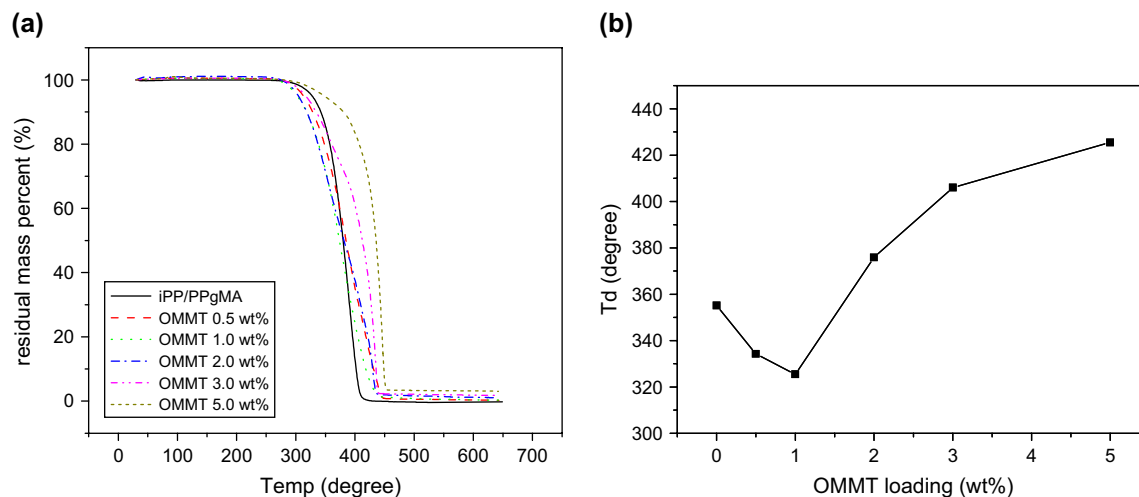 (a)
residual mass percent (%)
100
80
60
40
20
0
iPP/PPgMA
OMMT 0.5 wt%
OMMT 1.0 wt%
OMMT 2.0 wt%
OMMT 3.0 wt%
OMMT 5.0 wt%
0 100 200 300 400 500 600 700
Temp (degree)
(b)
Td (degree)
440
420
400
380
360
340
320
300
0 1 2 3 4 5
OMMT loading (wt%)